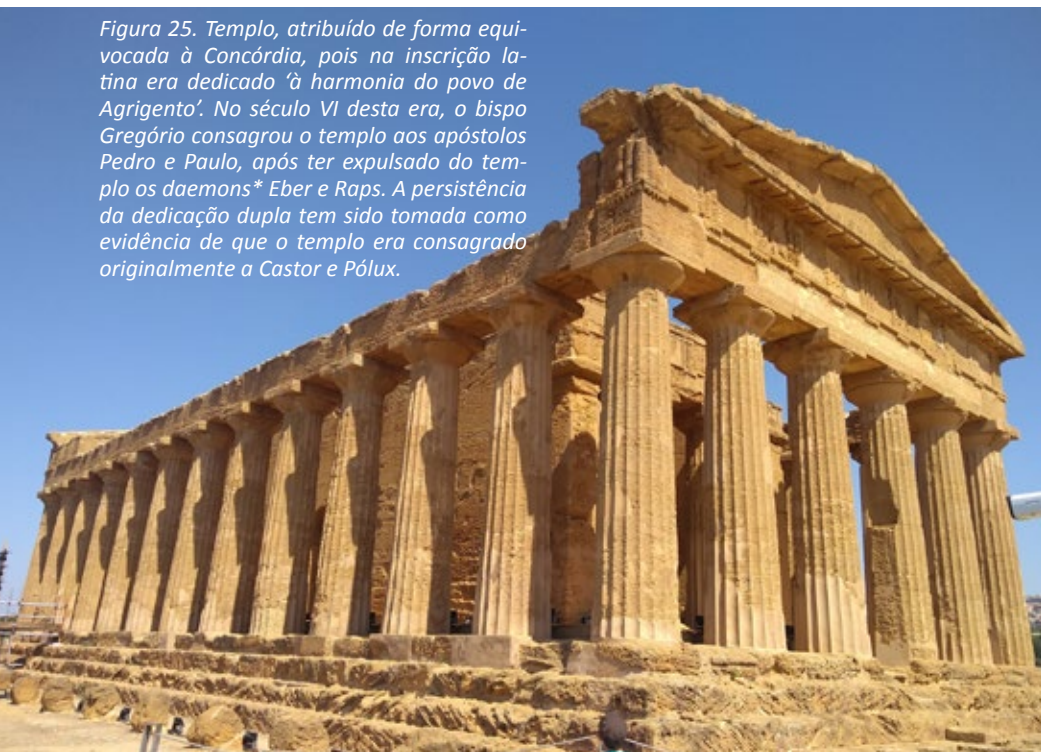 Figura 25. Templo, atribuído de forma equi-
vocada à Concórdia, pois na inscrição la-
tina era dedicado ‘à harmonia do povo de
Agrigento’. No século VI desta era, o bispo
Gregório consagrou o templo aos apóstolos
Pedro e Paulo, após ter expulsado do tem-
plo os daemons* Eber e Raps. A persistência
da dedicação dupla tem sido tomada como
evidência de que o templo era consagrado
originalmente a Castor e Pólux.